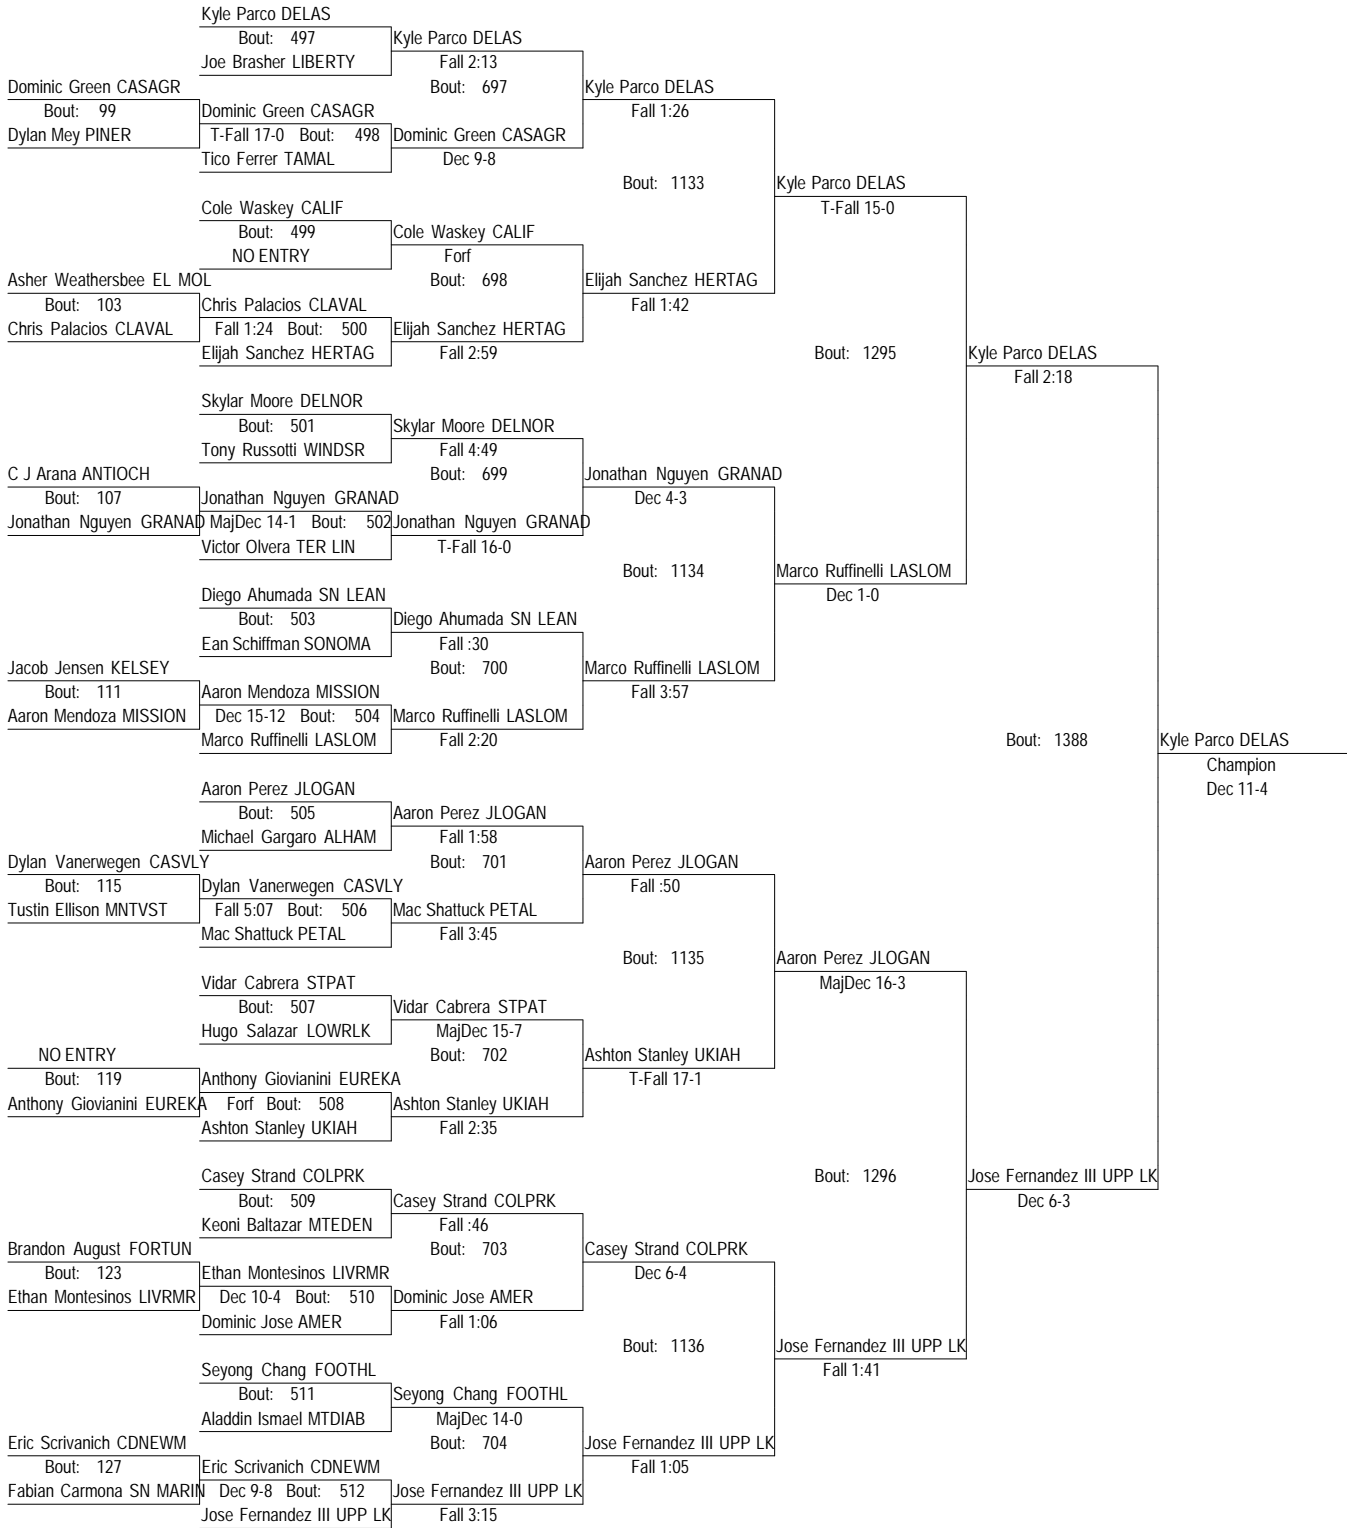 Kyle Parco DELAS
Bout: 497
Kyle Parco DELAS
Joe Brasher LIBERTY
Fall 2:13
Dominic Green CASAGR
Bout: 697
Kyle Parco DELAS
Bout: 99
Dominic Green CASAGR
Fall 1:26
Dylan Mey PINER
T-Fall 17-0 Bout: 498
Dominic Green CASAGR
Tico Ferrer TAMAL
Dec 9-8
Bout: 1133
Kyle Parco DELAS
Cole Waskey CALIF
T-Fall 15-0
Bout: 499
Cole Waskey CALIF
NO ENTRY
Forf
Asher Weathersbee EL MOL
Bout: 698
Elijah Sanchez HERTAG
Bout: 103
Chris Palacios CLAVAL
Fall 1:42
Chris Palacios CLAVAL
Fall 1:24 Bout: 500
Elijah Sanchez HERTAG
Elijah Sanchez HERTAG
Fall 2:59
Bout: 1295
Kyle Parco DELAS
Fall 2:18
Skylar Moore DELNOR
Bout: 501
Skylar Moore DELNOR
Tony Russotti WINDSR
Fall 4:49
C J Arana ANTIOCH
Bout: 699
Jonathan Nguyen GRANAD
Bout: 107
Jonathan Nguyen GRANAD
Dec 4-3
Jonathan Nguyen GRANAD
MajDec 14-1 Bout: 502
Jonathan Nguyen GRANAD
Victor Olvera TER LIN
T-Fall 16-0
Bout: 1134
Marco Ruffinelli LASLOM
Diego Ahumada SN LEAN
Dec 1-0
Bout: 503
Diego Ahumada SN LEAN
Ean Schiffman SONOMA
Fall :30
Jacob Jensen KELSEY
Bout: 700
Marco Ruffinelli LASLOM
Bout: 111
Aaron Mendoza MISSION
Fall 3:57
Aaron Mendoza MISSION
Dec 15-12 Bout: 504
Marco Ruffinelli LASLOM
Marco Ruffinelli LASLOM
Fall 2:20
Bout: 1388
Kyle Parco DELAS
Champion
Aaron Perez JLOGAN
Dec 11-4
Bout: 505
Aaron Perez JLOGAN
Michael Gargaro ALHAM
Fall 1:58
Dylan Vanerwegen CASVLY
Bout: 701
Aaron Perez JLOGAN
Bout: 115
Dylan Vanerwegen CASVLY
Fall :50
Tustin Ellison MNTVST
Fall 5:07 Bout: 506
Mac Shattuck PETAL
Mac Shattuck PETAL
Fall 3:45
Bout: 1135
Aaron Perez JLOGAN
Vidar Cabrera STPAT
MajDec 16-3
Bout: 507
Vidar Cabrera STPAT
Hugo Salazar LOWRLK
MajDec 15-7
NO ENTRY
Bout: 702
Ashton Stanley UKIAH
Bout: 119
Anthony Giovianini EUREKA
T-Fall 17-1
Anthony Giovianini EUREKA
Forf Bout: 508
Ashton Stanley UKIAH
Ashton Stanley UKIAH
Fall 2:35
Casey Strand COLPRK
Bout: 1296
Jose Fernandez III UPP LK
Bout: 509
Casey Strand COLPRK
Dec 6-3
Keoni Baltazar MTEDEN
Fall :46
Brandon August FORTUN
Bout: 703
Casey Strand COLPRK
Bout: 123
Ethan Montesinos LIVRMR
Dec 6-4
Ethan Montesinos LIVRMR
Dec 10-4 Bout: 510
Dominic Jose AMER
Dominic Jose AMER
Fall 1:06
Bout: 1136
Jose Fernandez III UPP LK
Seyong Chang FOOTHL
Fall 1:41
Bout: 511
Seyong Chang FOOTHL
Aladdin Ismael MTDIAB
MajDec 14-0
Eric Scrivanich CDNEWM
Bout: 704
Jose Fernandez III UPP LK
Bout: 127
Eric Scrivanich CDNEWM
Fall 1:05
Fabian Carmona SN MARIN
Dec 9-8 Bout: 512
Jose Fernandez III UPP LK
Jose Fernandez III UPP LK
Fall 3:15